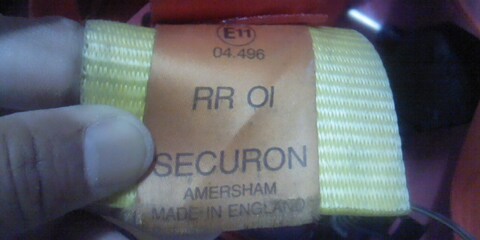 E11
04.496
RR OI
SECURON
AMERSHAM
MADE IN ENGLAND